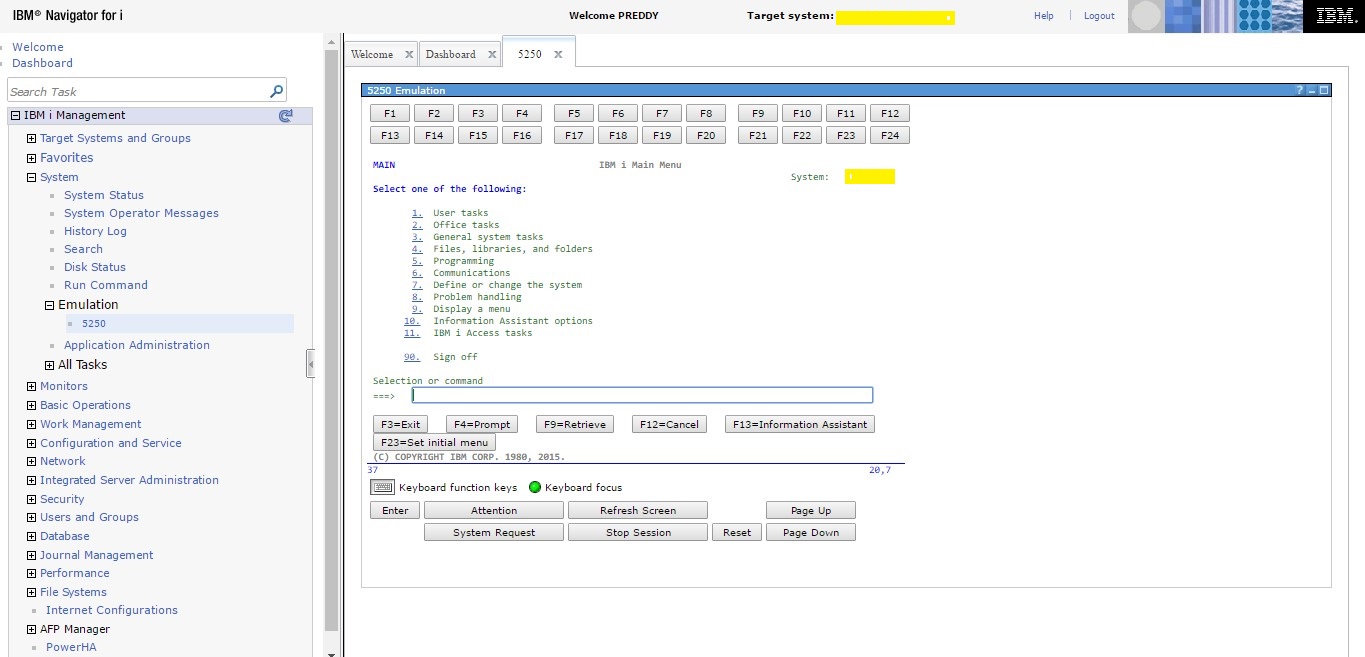 IBM® Navigator for i
Welcome PREDDY
Target system:
Help
Logout
IBM.
Welcome
Dashboard
Search Task
IBM i Management
Target Systems and Groups
Favorites
System
System Status
System Operator Messages
History Log
Search
Disk Status
Run Command
Emulation
5250
Application Administration
All Tasks
Monitors
Basic Operations
Work Management
Configuration and Service
Network
Integrated Server Administration
Security
Users and Groups
Database
Journal Management
Performance
File Systems
Internet Configurations
AFP Manager
PowerHA
Welcome X Dashboard X 5250 X
5250 Emulation ?
F1 F2 F3 F4 F5 F6 F7 F8 F9 F10 F11 F12
F13 F14 F15 F16 F17 F18 F19 F20 F21 F22 F23 F24
MAIN IBM i Main Menu
System:
Select one of the following:
1. User tasks
2. Office tasks
3. General system tasks
4. Files, libraries, and folders
5. Programming
6. Communications
7. Define or change the system
8. Problem handling
9. Display a menu
10. Information Assistant options
11. IBM i Access tasks
90. Sign off
Selection or command
===>
F3=Exit F4=Prompt F9=Retrieve F12=Cancel F13=Information Assistant
F23=Set initial menu
(C) COPYRIGHT IBM CORP. 1980, 2015.
37 20,7
Keyboard function keys Keyboard focus
Enter Attention Refresh Screen Page Up
System Request Stop Session Reset Page Down